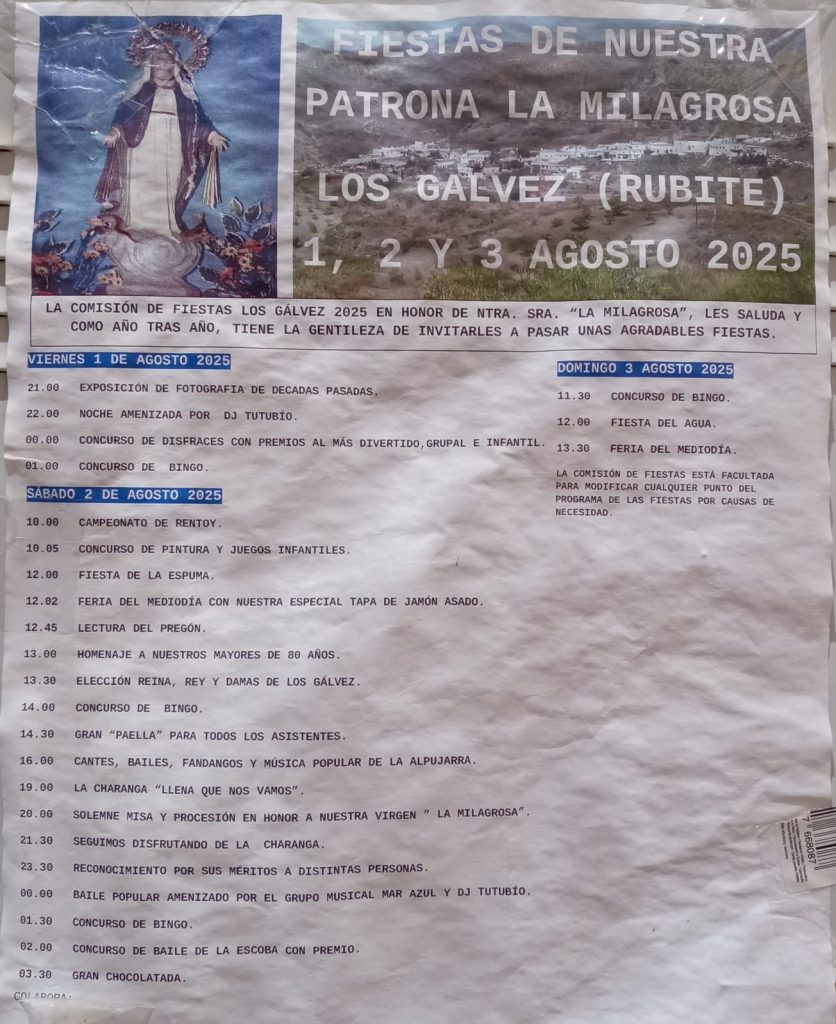 FIESTAS DE NUESTRA
PATRONA LA MILAGROSA
LOS GALVEZ (RUBITE)
1, 2 Y 3 AGOSTO 2025
LA COMISIÓN DE FIESTAS LOS GÁLVEZ 2025 EN HONOR DE NTRA. SRA. “LA MILAGROSA”, LES SALUDA Y
COMO AÑO TRAS AÑO, TIENE LA GENTILEZA DE INVITARLES A PASAR UNAS AGRADABLES FIESTAS.
VIERNES 1 DE AGOSTO 2025
21.00 EXPOSICIÓN DE FOTOGRAFIA DE DECADAS PASADAS.
22.00 NOCHE AMENIZADA POR DJ TUTUBÍO.
00.00 CONCURSO DE DISFRACES CON PREMIOS AL MÁS DIVERTIDO,GRUPAL E INFANTIL.
01.00 CONCURSO DE BINGO.
SÁBADO 2 DE AGOSTO 2025
10.00 CAMPEONATO DE RENTOY.
10.05 CONCURSO DE PINTURA Y JUEGOS INFANTILES.
12.00 FIESTA DE LA ESPUMA.
12.02 FERIA DEL MEDIODÍA CON NUESTRA ESPECIAL TAPA DE JAMÓN ASADO.
12.45 LECTURA DEL PREGÓN.
13.00 HOMENAJE A NUESTROS MAYORES DE 80 AÑOS.
13.30 ELECCIÓN REINA, REY Y DAMAS DE LOS GÁLVEZ.
14.00 CONCURSO DE BINGO.
14.30 GRAN “PAELLA” PARA TODOS LOS ASISTENTES.
16.00 CANTES, BAILES, FANDANGOS Y MÚSICA POPULAR DE LA ALPUJARRA.
19.00 LA CHARANGA “LLENA QUE NOS VAMOS”.
20.00 SOLEMNE MISA Y PROCESIÓN EN HONOR A NUESTRA VIRGEN ” LA MILAGROSA”.
21.30 SEGUIMOS DISFRUTANDO DE LA CHARANGA.
23.30 RECONOCIMIENTO POR SUS MÉRITOS A DISTINTAS PERSONAS.
00.00 BAILE POPULAR AMENIZADO POR EL GRUPO MUSICAL MAR AZUL Y DJ TUTUBÍO.
01.30 CONCURSO DE BINGO.
02.00 CONCURSO DE BAILE DE LA ESCOBA CON PREMIO.
03.30 GRAN CHOCOLATADA.
COLABORA:
DOMINGO 3 AGOSTO 2025
11.30 CONCURSO DE BINGO.
12.00 FIESTA DEL AGUA.
13.30 FERIA DEL MEDIODÍA.
LA COMISIÓN DE FIESTAS ESTÁ FACULTADA
PARA MODIFICAR CUALQUIER PUNTO DEL
PROGRAMA DE LAS FIESTAS POR CAUSAS DE
NECESIDAD.
7 668087